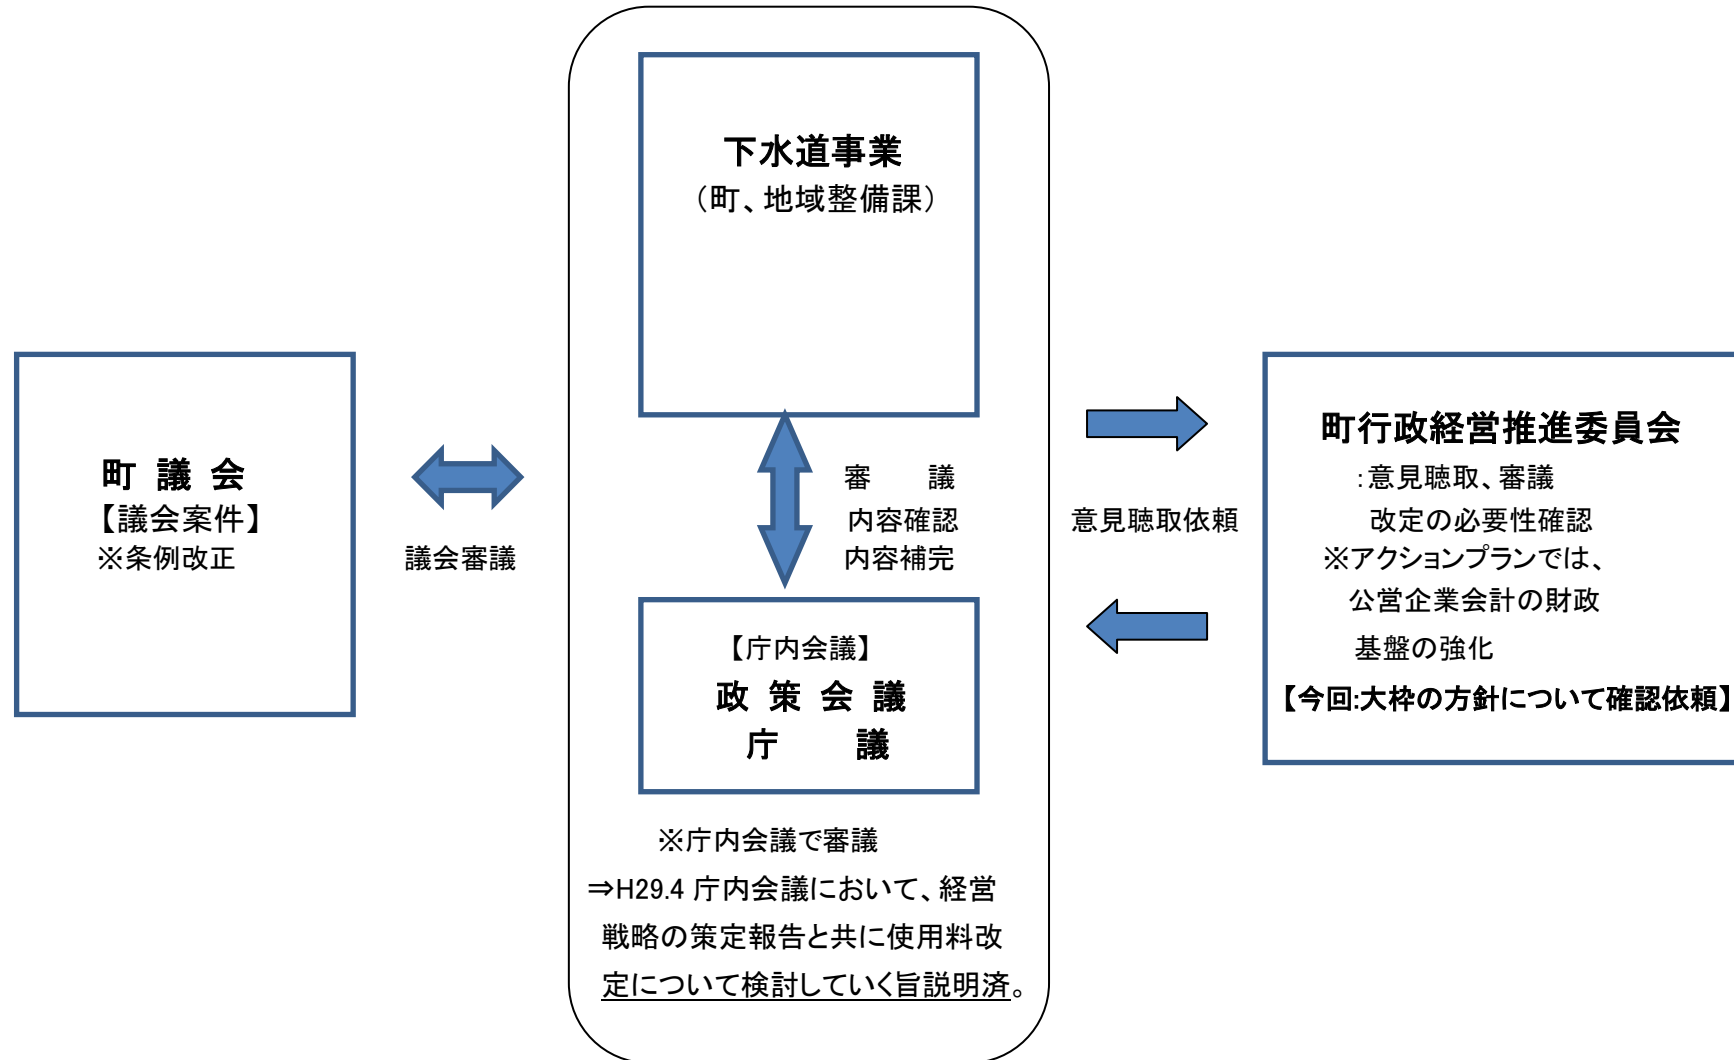 下水道事業
（町、地域整備課）
町 議 会
【議会案件】
※条例改正
議会審議
審　　議
内容確認
内容補完
【庁内会議】
政 策 会 議
庁　　議
※庁内会議で審議
⇒H29.4 庁内会議において、経営
戦略の策定報告と共に使用料改
定について検討していく旨説明済。
意見聴取依頼
町行政経営推進委員会
：意見聴取、審議
改定の必要性確認
※アクションプランでは、
公営企業会計の財政
基盤の強化
【今回：大枠の方針について確認依頼】